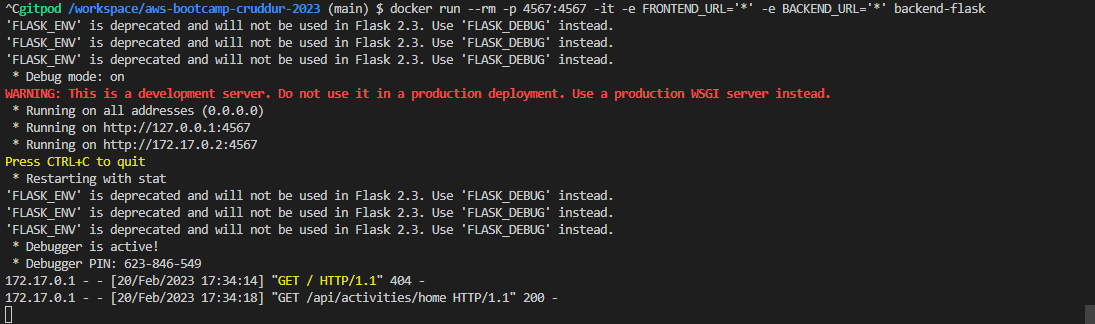 ^Cgitpod /workspace/aws-bootcamp-cruddur-2023 (main) $ docker run --rm -p 4567:4567 -it -e FRONTEND_URL='*' -e BACKEND_URL='*' backend-flask
'FLASK_ENV' is deprecated and will not be used in Flask 2.3. Use 'FLASK_DEBUG' instead.
'FLASK_ENV' is deprecated and will not be used in Flask 2.3. Use 'FLASK_DEBUG' instead.
'FLASK_ENV' is deprecated and will not be used in Flask 2.3. Use 'FLASK_DEBUG' instead.
 * Debug mode: on
WARNING: This is a development server. Do not use it in a production deployment. Use a production WSGI server instead.
 * Running on all addresses (0.0.0.0)
 * Running on http://127.0.0.1:4567
 * Running on http://172.17.0.2:4567
Press CTRL+C to quit
 * Restarting with stat
'FLASK_ENV' is deprecated and will not be used in Flask 2.3. Use 'FLASK_DEBUG' instead.
'FLASK_ENV' is deprecated and will not be used in Flask 2.3. Use 'FLASK_DEBUG' instead.
'FLASK_ENV' is deprecated and will not be used in Flask 2.3. Use 'FLASK_DEBUG' instead.
 * Debugger is active!
 * Debugger PIN: 623-846-549
172.17.0.1 - - [20/Feb/2023 17:34:14] "GET / HTTP/1.1" 404 -
172.17.0.1 - - [20/Feb/2023 17:34:18] "GET /api/activities/home HTTP/1.1" 200 -